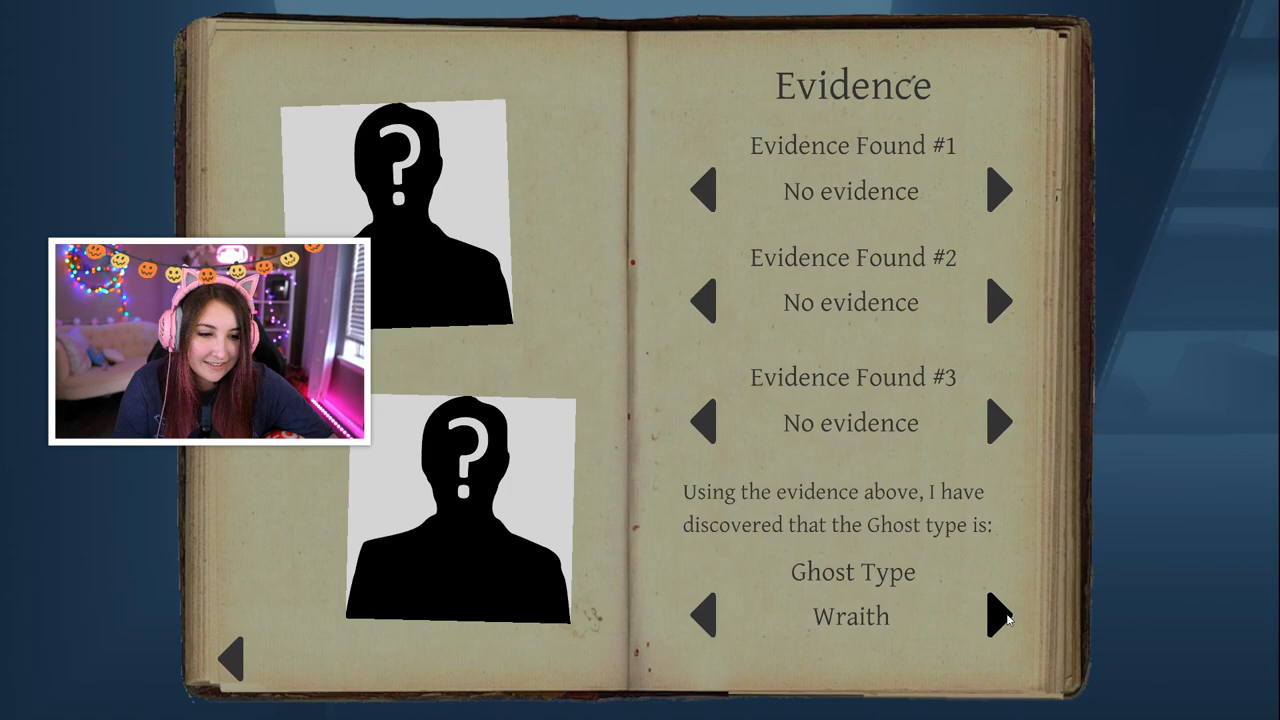 Evidence
Evidence Found #1
No evidence
Evidence Found #2
No evidence
Evidence Found #3
No evidence
Using the evidence above, I have
discovered that the Ghost type is:
Ghost Type
Wraith